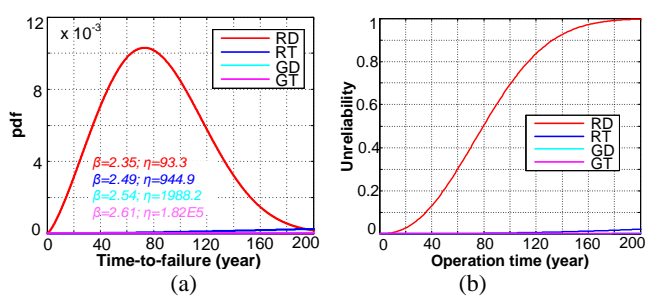 x 10⁻³
12
8
4
0
pdf
RD
RT
GD
GT
β=2.35; η=93.3
β=2.49; η=944.9
β=2.54; η=1988.2
β=2.61; η=1.82E5
0 40 80 120 160 200
Time-to-failure (year)
(a)
1
0.8
0.6
0.4
0.2
0
Unreliability
RD
RT
GD
GT
0 40 80 120 160 200
Operation time (year)
(b)